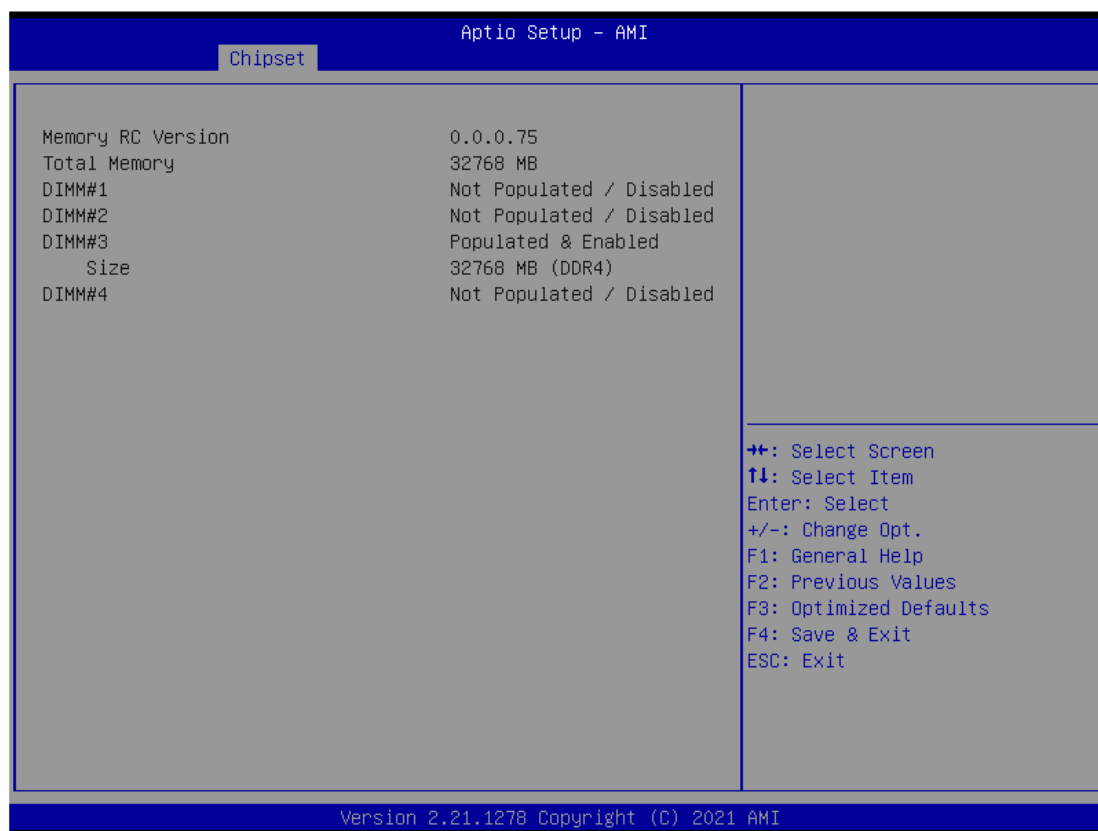 Aptio Setup – AMI
Chipset
Memory RC Version 0.0.0.75
Total Memory 32768 MB
DIMM#1 Not Populated / Disabled
DIMM#2 Not Populated / Disabled
DIMM#3 Populated & Enabled
Size 32768 MB (DDR4)
DIMM#4 Not Populated / Disabled
→←: Select Screen
↑↓: Select Item
Enter: Select
+/-: Change Opt.
F1: General Help
F2: Previous Values
F3: Optimized Defaults
F4: Save & Exit
ESC: Exit
Version 2.21.1278 Copyright (C) 2021 AMI